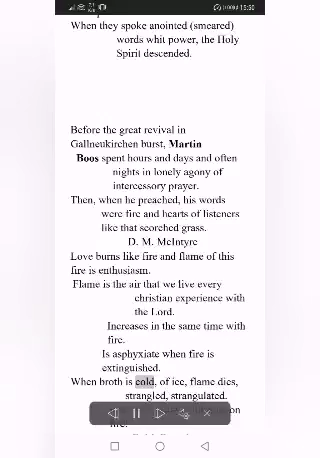 15:50
When they spoke anointed (smeared)
words whit power, the Holy
Spirit descended.
Before the great revival in
Gallneukirchen burst, Martin
Boos spent hours and days and often
nights in lonely agony of
intercessory prayer.
Then, when he preached, his words
were fire and hearts of listeners
like that scorched grass.
D. M. McIntyre
Love burns like fire and flame of this
fire is enthusiasm.
Flame is the air that we live every
christian experience with
the Lord.
Increases in the same time with
fire.
Is asphyxiate when fire is
extinguished.
When broth is cold, of ice, flame dies,
strangled, strangulated.